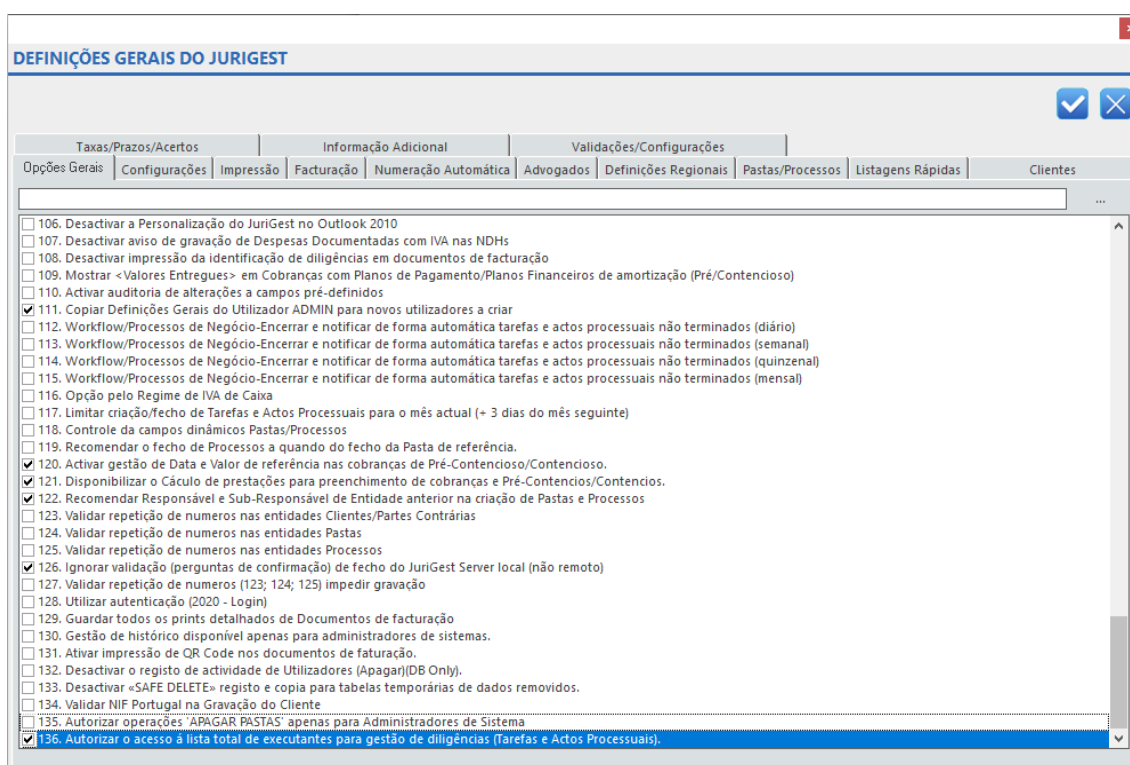 DEFINIÇÕES GERAIS DO JURIGEST
Taxas/Prazos/Acertos Informação Adicional Validações/Configurações
Opções Gerais Configurações Impressão Facturação Numeração Automática Advogados Definições Regionais Pastas/Processos Listagens Rápidas Clientes
...
106. Desactivar a Personalização do JuriGest no Outlook 2010
107. Desactivar aviso de gravação de Despesas Documentadas com IVA nas NDHs
108. Desactivar impressão da identificação de diligências em documentos de facturação
109. Mostrar <Valores Entregues> em Cobranças com Planos de Pagamento/Planos Financeiros de amortização (Pré/Contencioso)
110. Activar auditoria de alterações a campos pré-definidos
111. Copiar Definições Gerais do Utilizador ADMIN para novos utilizadores a criar
112. Workflow/Processos de Negócio-Encerrar e notificar de forma automática tarefas e actos processuais não terminados (diário)
113. Workflow/Processos de Negócio-Encerrar e notificar de forma automática tarefas e actos processuais não terminados (semanal)
114. Workflow/Processos de Negócio-Encerrar e notificar de forma automática tarefas e actos processuais não terminados (quinzenal)
115. Workflow/Processos de Negócio-Encerrar e notificar de forma automática tarefas e actos processuais não terminados (mensal)
116. Opção pelo Regime de IVA de Caixa
117. Limitar criação/fecho de Tarefas e Actos Processuais para o mês actual (+ 3 dias do mês seguinte)
118. Controle da campos dinâmicos Pastas/Processos
119. Recomendar o fecho de Processos a quando do fecho da Pasta de referência.
120. Activar gestão de Data e Valor de referência nas cobranças de Pré-Contencioso/Contencioso.
121. Disponibilizar o Cáculo de prestações para preenchimento de cobranças e Pré-Contencios/Contencios.
122. Recomendar Responsável e Sub-Responsável de Entidade anterior na criação de Pastas e Processos
123. Validar repetição de numeros nas entidades Clientes/Partes Contrárias
124. Validar repetição de numeros nas entidades Pastas
125. Validar repetição de numeros nas entidades Processos
126. Ignorar validação (perguntas de confirmação) de fecho do JuriGest Server local (não remoto)
127. Validar repetição de numeros (123; 124; 125) impedir gravação
128. Utilizar autenticação (2020 - Login)
129. Guardar todos os prints detalhados de Documentos de facturação
130. Gestão de histórico disponível apenas para administradores de sistemas.
131. Ativar impressão de QR Code nos documentos de faturação.
132. Desactivar o registo de actividade de Utilizadores (Apagar)(DB Only).
133. Desactivar «SAFE DELETE» registo e copia para tabelas temporárias de dados removidos.
134. Validar NIF Portugal na Gravação do Cliente
135. Autorizar operações 'APAGAR PASTAS' apenas para Administradores de Sistema
136. Autorizar o acesso á lista total de executantes para gestão de diligências (Tarefas e Actos Processuais).